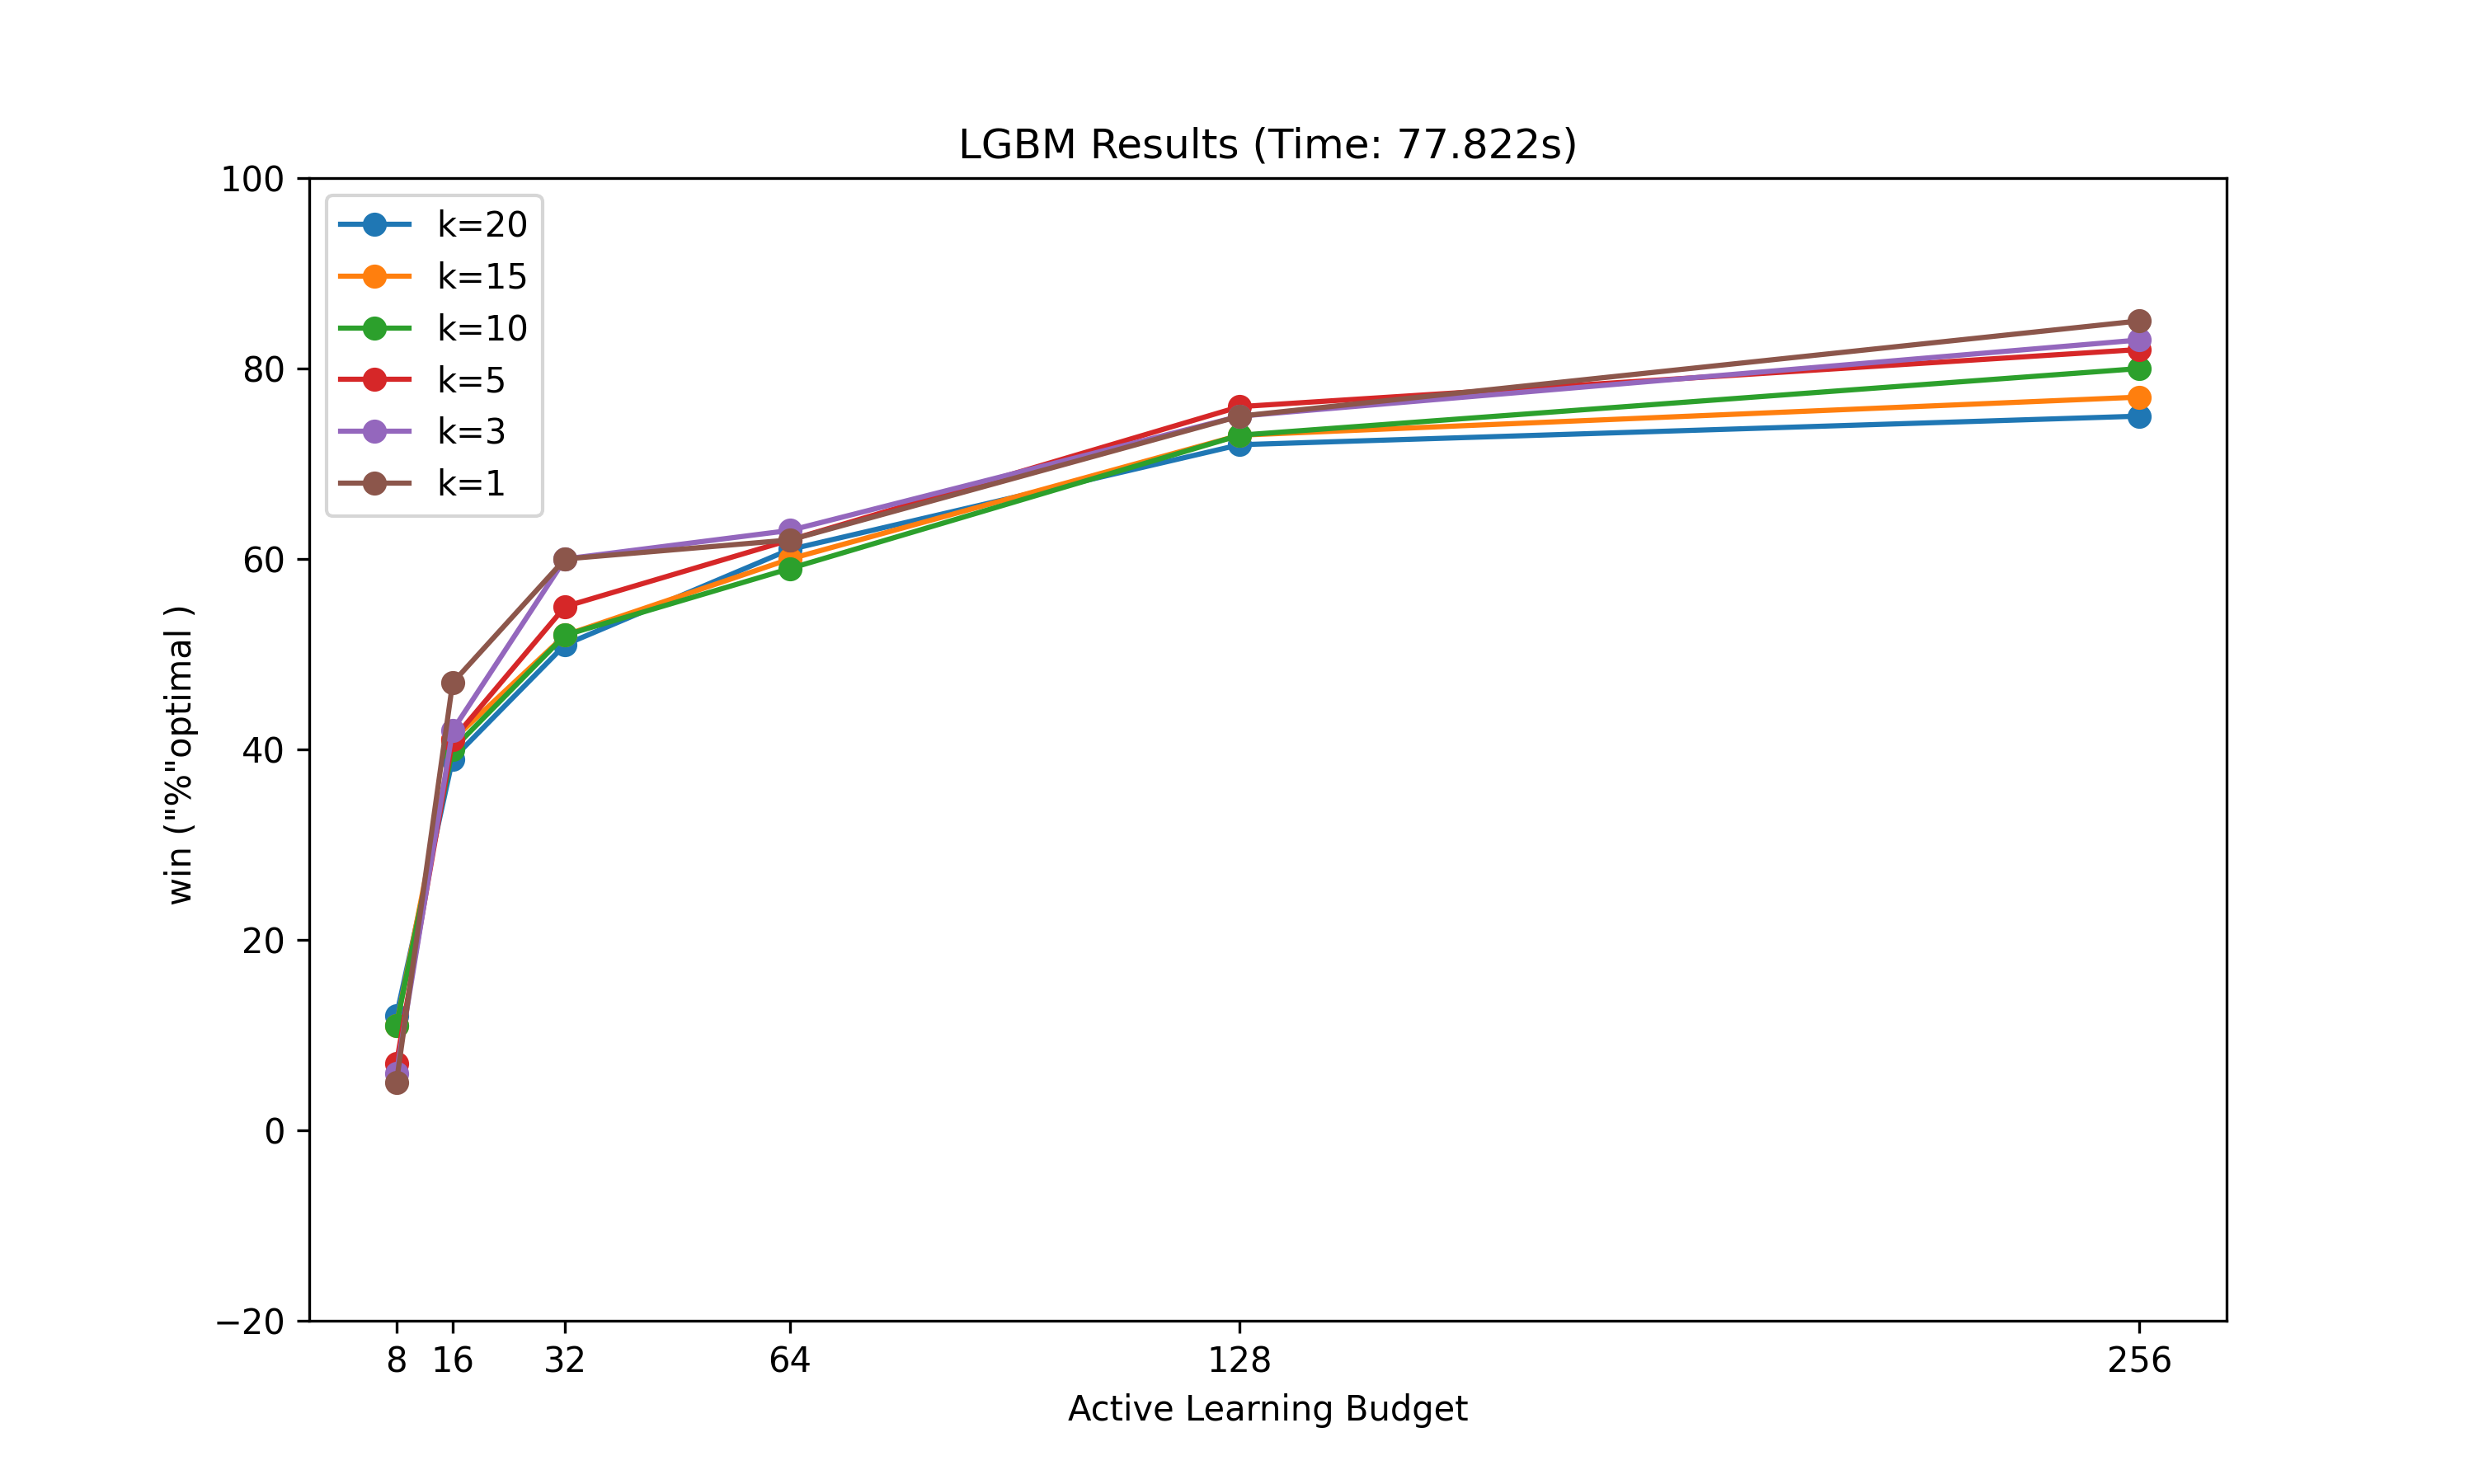 LGBM Results (Time: 77.822s)
100
80
60
40
20
0
−20
win ("%"optimal )
k=20
k=15
k=10
k=5
k=3
k=1
8 16 32 64 128 256
Active Learning Budget